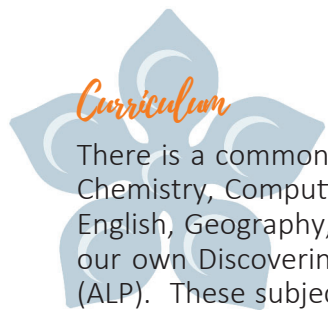 Curriculum
There is a common
Chemistry,
English, Geography,
our own
(ALP). These